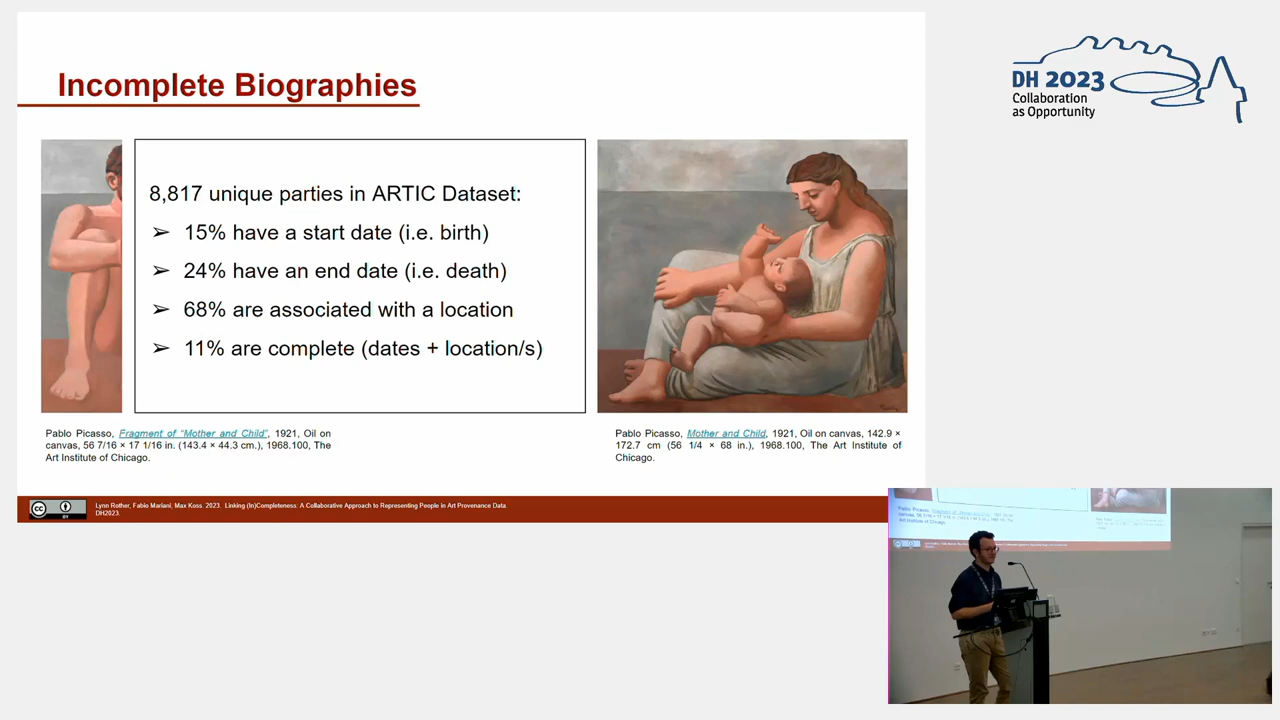 Incomplete Biographies
8,817 unique parties in ARTIC Dataset:
➢ 15% have a start date (i.e. birth)
➢ 24% have an end date (i.e. death)
➢ 68% are associated with a location
➢ 11% are complete (dates + location/s)
Pablo Picasso, Fragment of “Mother and Child”, 1921, Oil on
canvas, 56 7/16 × 17 1/16 in. (143.4 × 44.3 cm.), 1968.100, The
Art Institute of Chicago.
Pablo Picasso, Mother and Child, 1921, Oil on canvas, 142.9 ×
172.7 cm (56 1/4 × 68 in.), 1968.100, The Art Institute of
Chicago.
CC BY
Lynn Rother, Fabio Mariani, Max Koss. 2023. Linking (In)Completeness. A Collaborative Approach to Representing People in Art Provenance Data.
DH2023.
DH 2023
Collaboration
as Opportunity